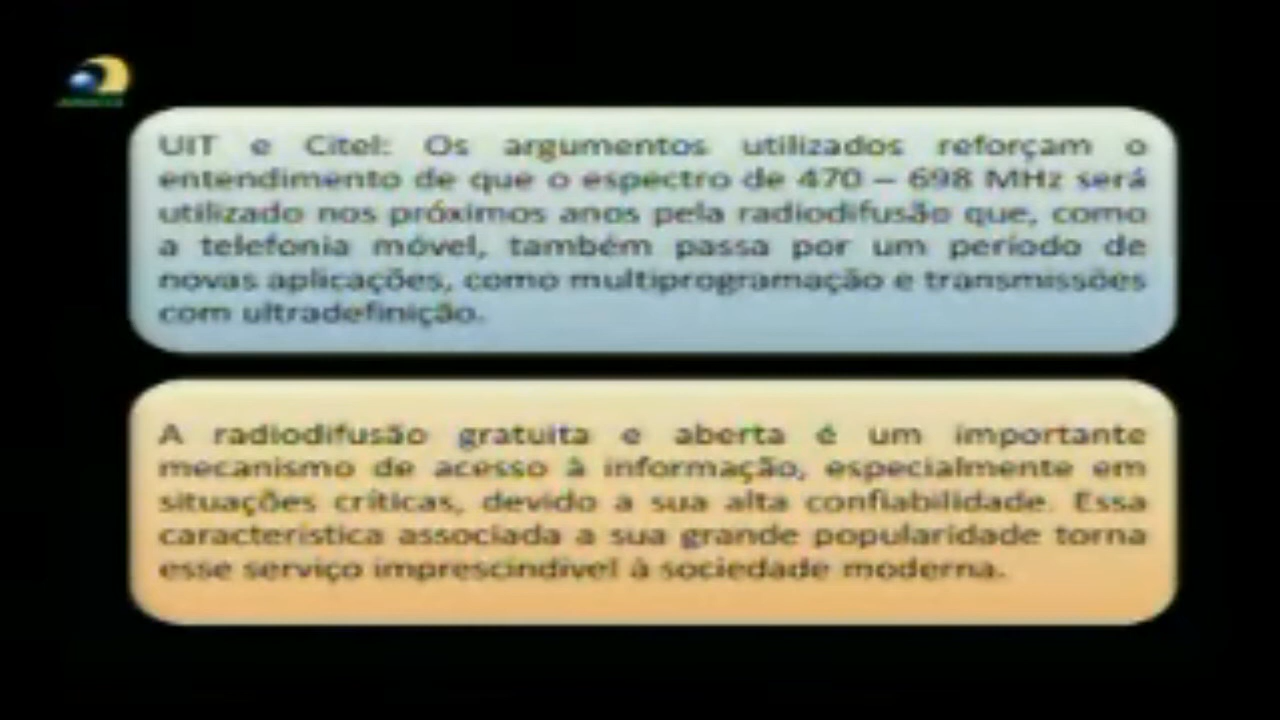 UIT e Citel: Os argumentos utilizados reforçam o
entendimento de que o espectro de 470 – 698 MHz será
utilizado nos próximos anos pela radiodifusão que, como
a telefonia móvel, também passa por um período de
novas aplicações, como multiprogramação e transmissões
com ultradefinição.
A radiodifusão gratuita e aberta é um importante
mecanismo de acesso à informação, especialmente em
situações críticas, devido a sua alta confiabilidade. Essa
característica associada a sua grande popularidade torna
esse serviço imprescindível à sociedade moderna.